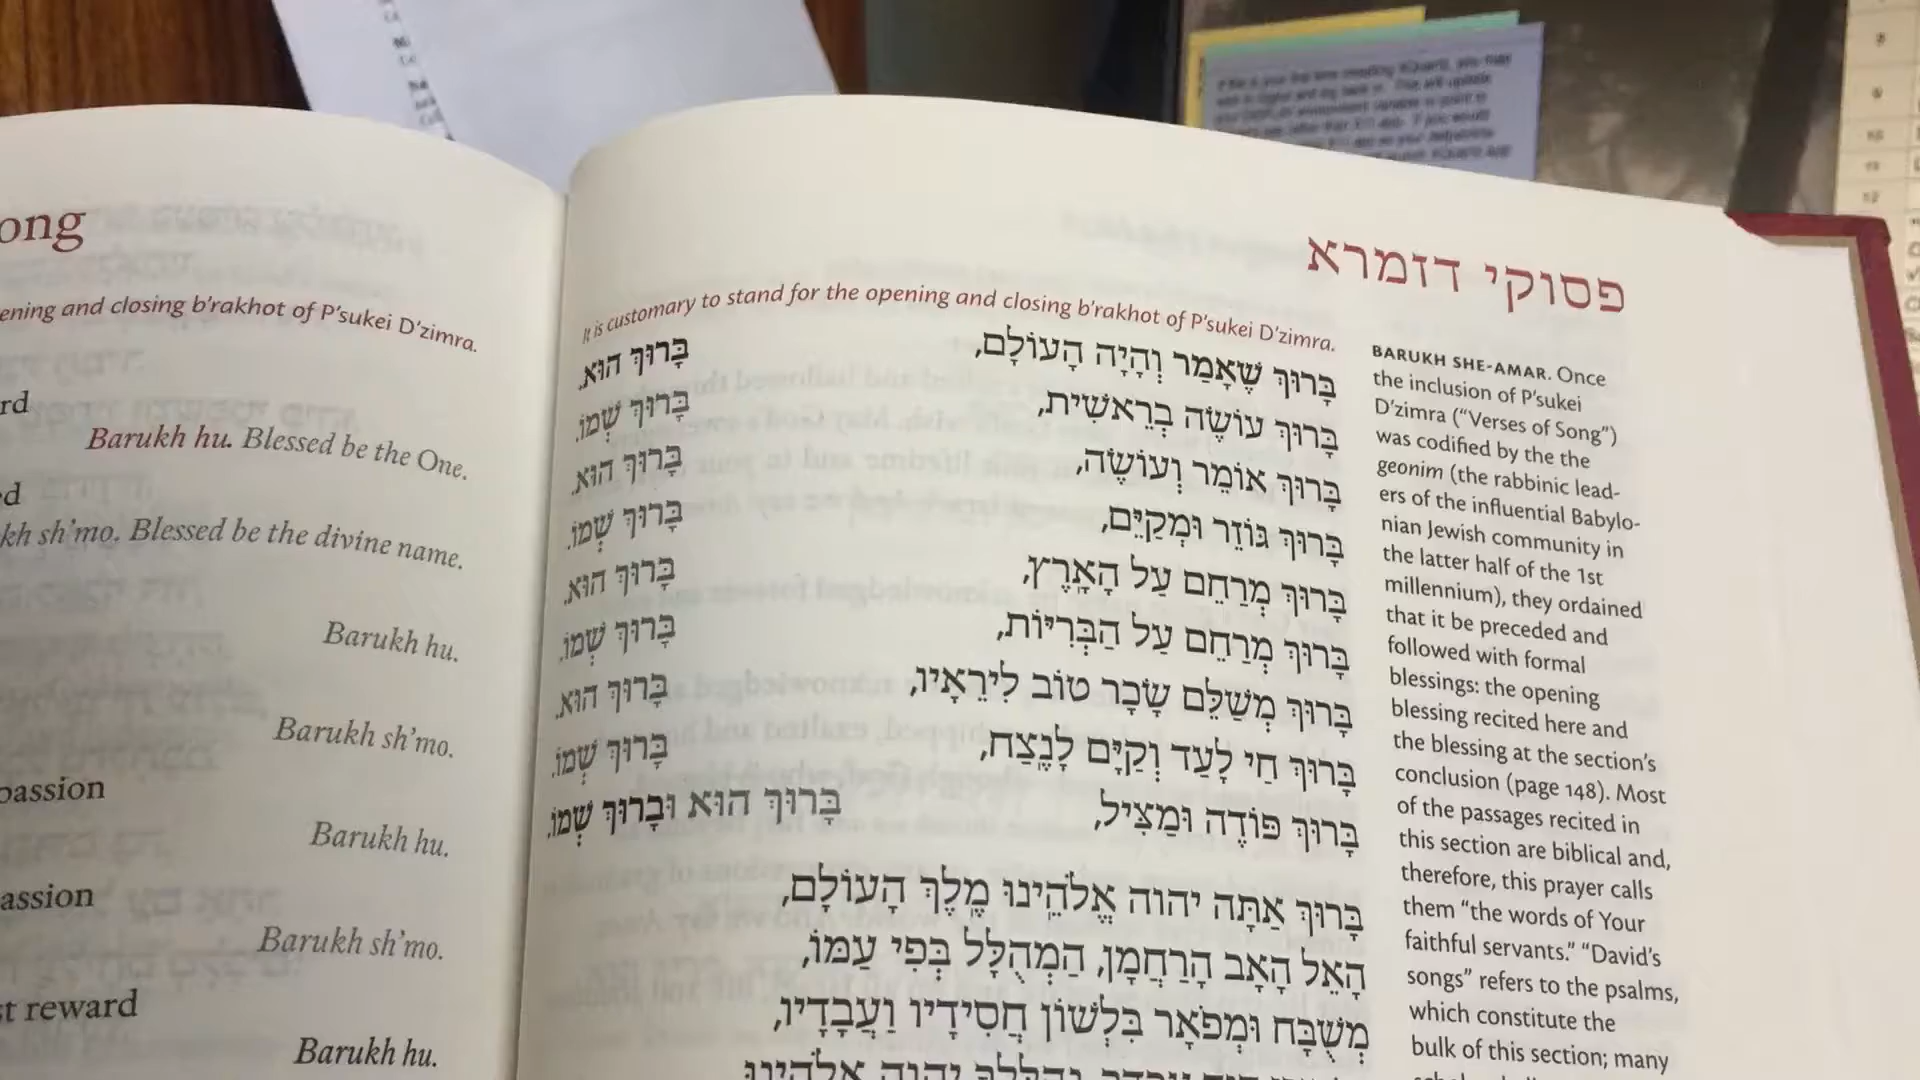 ong
ening and closing b'rakhot of P'sukei D'zimra.
rd
Barukh hu. Blessed be the One.
ed
kh sh'mo. Blessed be the divine name.
Barukh hu.
Barukh sh'mo.
passion
Barukh hu.
assion
Barukh sh'mo.
t reward
Barukh hu.
פסוקי דזמרא
It is customary to stand for the opening and closing b'rakhot of P'sukei D'zimra.
בָּרוּךְ שֶׁאָמַר וְהָיָה הָעוֹלָם, בָּרוּךְ הוּא.
בָּרוּךְ עוֹשֶׂה בְרֵאשִׁית, בָּרוּךְ שְׁמוֹ.
בָּרוּךְ אוֹמֵר וְעוֹשֶׂה, בָּרוּךְ הוּא.
בָּרוּךְ גּוֹזֵר וּמְקַיֵּם, בָּרוּךְ שְׁמוֹ.
בָּרוּךְ מְרַחֵם עַל הָאָֽרֶץ, בָּרוּךְ הוּא.
בָּרוּךְ מְרַחֵם עַל הַבְּרִיּוֹת, בָּרוּךְ שְׁמוֹ.
בָּרוּךְ מְשַׁלֵּם שָׂכָר טוֹב לִירֵאָיו, בָּרוּךְ הוּא.
בָּרוּךְ חַי לָעַד וְקַיָּם לָנֶֽצַח, בָּרוּךְ שְׁמוֹ.
בָּרוּךְ פּוֹדֶה וּמַצִּיל, בָּרוּךְ הוּא וּבָרוּךְ שְׁמוֹ.
בָּרוּךְ אַתָּה יהוה אֱלֹהֵֽינוּ מֶֽלֶךְ הָעוֹלָם,
הָאֵל הָאָב הָרַחֲמָן, הַמְהֻלָּל בְּפִי עַמּוֹ,
מְשֻׁבָּח וּמְפֹאָר בִּלְשׁוֹן חֲסִידָיו וַעֲבָדָיו,
BARUKH SHE-AMAR. Once
the inclusion of P'sukei
D'zimra ("Verses of Song")
was codified by the the
geonim (the rabbinic lead-
ers of the influential Babylo-
nian Jewish community in
the latter half of the 1st
millennium), they ordained
that it be preceded and
followed with formal
blessings: the opening
blessing recited here and
the blessing at the section's
conclusion (page 148). Most
of the passages recited in
this section are biblical and,
therefore, this prayer calls
them "the words of Your
faithful servants." "David's
songs" refers to the psalms,
which constitute the
bulk of this section; many